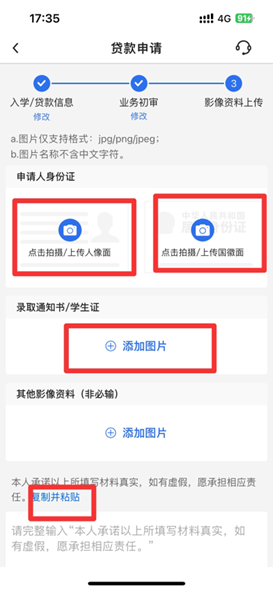 17:35
4G 91+
贷款申请
3
入学/贷款信息 业务初审 影像资料上传
修改 修改
a.图片仅支持格式：jpg/png/jpeg；
b.图片名称不含中文字符。
申请人身份证
中华人民共和国
点击拍摄/上传人像面 点击拍摄/上传国徽面
录取通知书/学生证
添加图片
其他影像资料（非必输）
添加图片
本人承诺以上所填写材料真实，如有虚假，愿承担相应责
任。复制并粘贴
请完整输入“本人承诺以上所填写材料真实，如
有虚假，愿承担相应责任。”